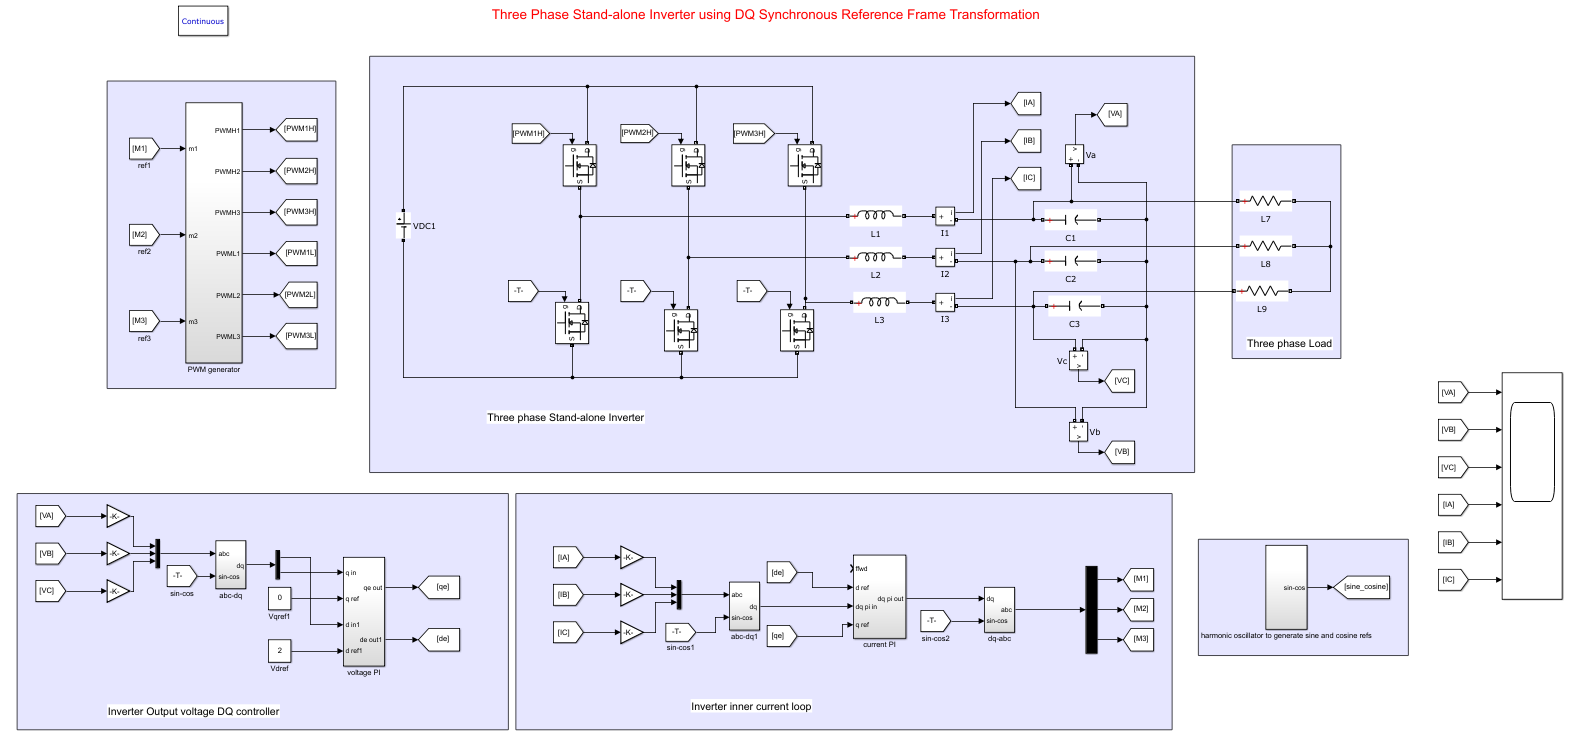 Three Phase Stand-alone Inverter using DQ Synchronous Reference Frame Transformation
Continuous
[M1]
ref1
[M2]
ref2
[M3]
ref3
m1
m2
m3
PWMH1
PWMH2
PWMH3
PWML1
PWML2
PWML3
PWM generator
[PWM1H]
[PWM2H]
[PWM3H]
[PWM1L]
[PWM2L]
[PWM3L]
VDC1
[PWM1H]
[PWM2H]
[PWM3H]
g
D
S
g
D
S
g
D
S
-T-
-T-
-T-
g
D
S
g
D
S
g
D
S
L1
L2
L3
I1
I2
I3
[IA]
[IB]
[IC]
[VA]
Va
C1
C2
C3
Vc
[VC]
Vb
[VB]
Three phase Stand-alone Inverter
L7
L8
L9
Three phase Load
[VA]
[VB]
[VC]
[IA]
[IB]
[IC]
[VA]
[VB]
[VC]
-K-
-K-
-K-
-T-
sin-cos
abc
sin-cos
dq
abc-dq
0
Vqref1
2
Vdref
q in
q ref
d in1
d ref1
qe out
de out1
voltage PI
[qe]
[de]
Inverter Output voltage DQ controller
[IA]
[IB]
[IC]
-K-
-K-
-K-
-T-
sin-cos1
abc
sin-cos
dq
abc-dq1
[de]
[qe]
ffwd
d ref
dq pi in
q ref
dq pi out
current PI
-T-
sin-cos2
dq
sin-cos
abc
dq-abc
[M1]
[M2]
[M3]
Inverter inner current loop
sin-cos
[sine_cosine]
harmonic oscillator to generate sine and cosine refs